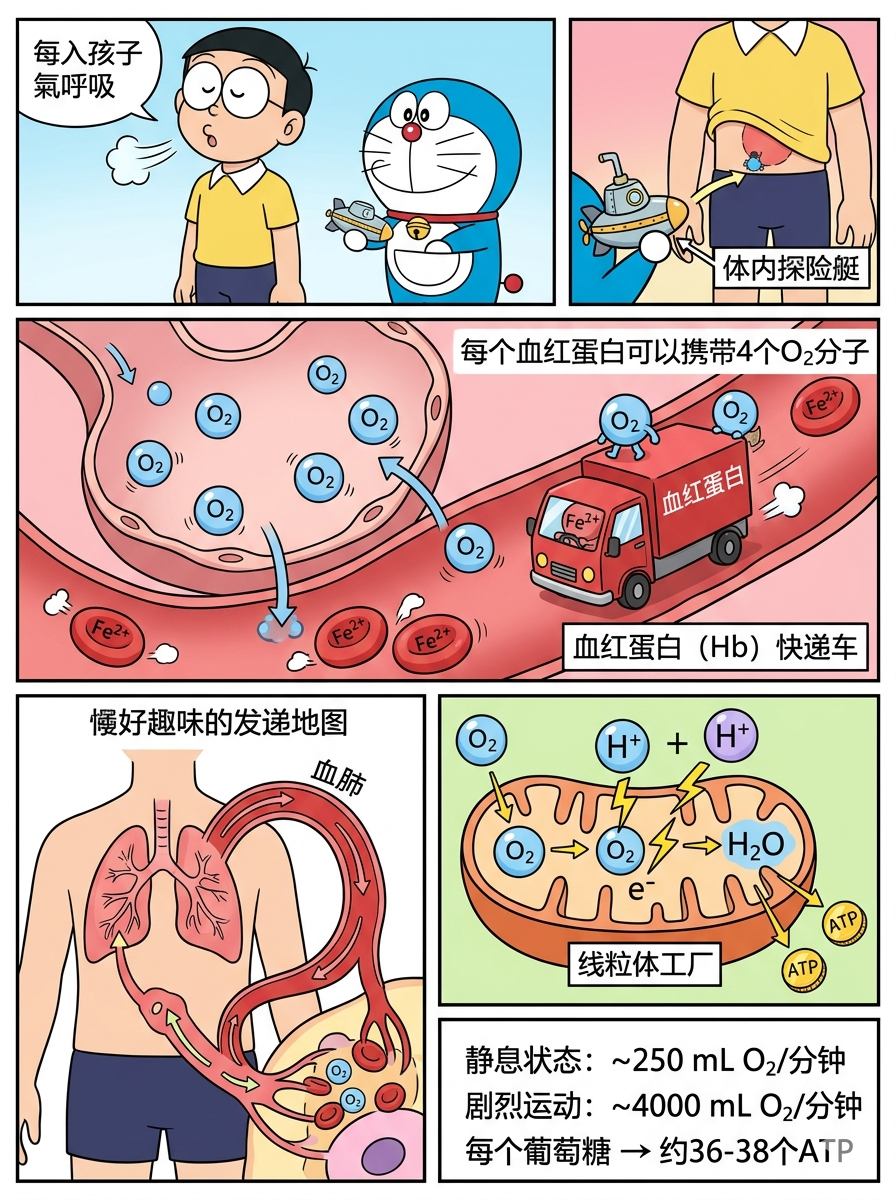 每入孩子
氣呼吸
体内探险艇
每个血红蛋白可以携带4个O₂分子
O₂
O₂
O₂
O₂
O₂
O₂
O₂
O₂
O₂
Fe²⁺
血红蛋白
Fe²⁺
Fe²⁺
Fe²⁺
Fe²⁺
血红蛋白（Hb）快递车
好趣味的发递地图
血肺
O₂
O₂
O₂
H⁺ + H⁺
O₂
O₂
H₂O
e⁻
ATP
ATP
线粒体工厂
静息状态：~250 mL O₂/分钟
剧烈运动：~4000 mL O₂/分钟
每个葡萄糖 → 约36-38个ATP